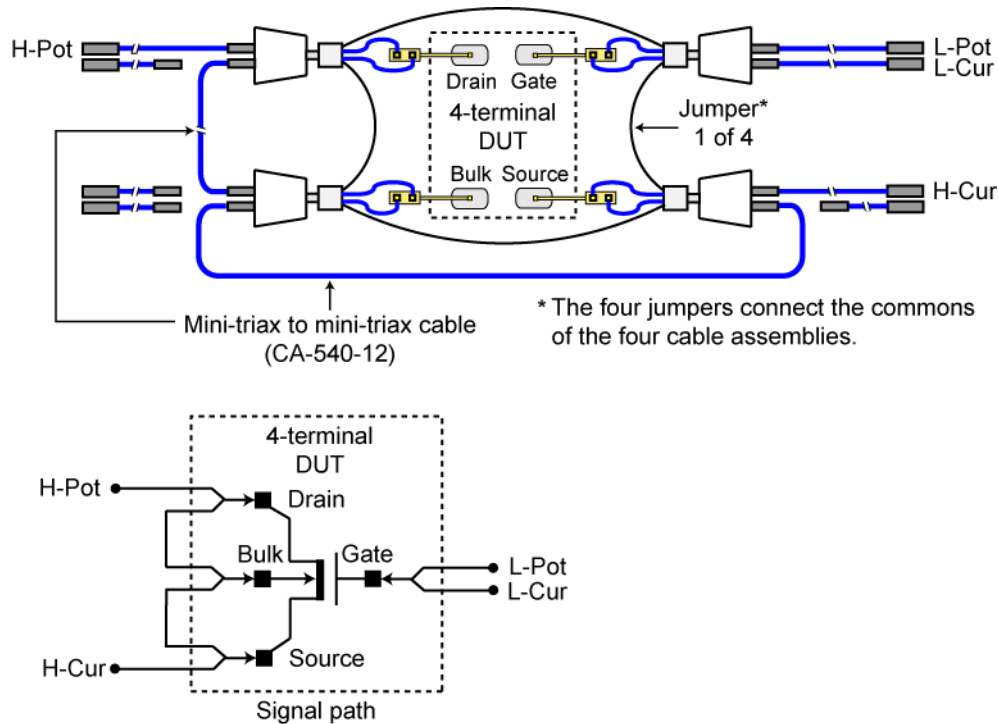 H-Pot
L-Pot
L-Cur
Drain Gate
4-terminal
DUT
Jumper*
1 of 4
Bulk Source
H-Cur
Mini-triax to mini-triax cable
(CA-540-12)
* The four jumpers connect the commons
of the four cable assemblies.
4-terminal
DUT
H-Pot
Drain
Bulk
Gate
L-Pot
L-Cur
H-Cur
Source
Signal path